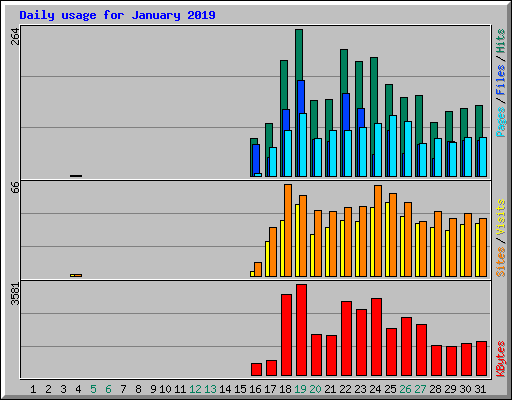 Daily usage for January 2019
264
Pages / Files / Hits
66
Sites / Visits
3581
KBytes
1 2 3 4 5 6 7 8 9 10 11 12 13 14 15 16 17 18 19 20 21 22 23 24 25 26 27 28 29 30 31